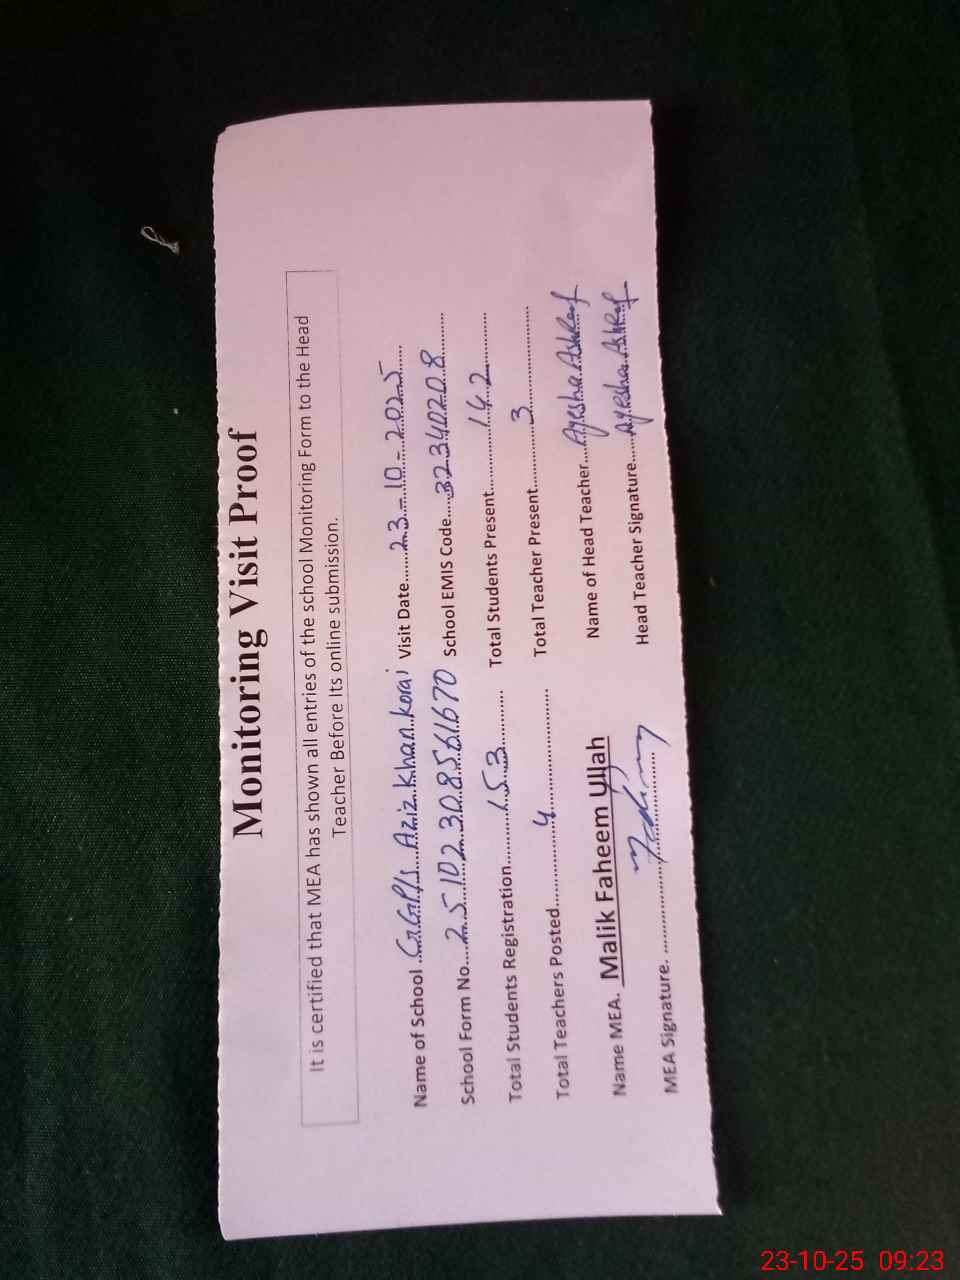 Monitoring Visit Proof
It is certified that MEA has shown all entries of the school Monitoring Form to the Head
Teacher Before Its online submission.
Name of School G.G.P/S Aziz Khan Korai Visit Date 23-10-2025
School Form No. 25102308561670 School EMIS Code 32340208
Total Students Registration 153 Total Students Present 142
Total Teachers Posted 4 Total Teacher Present 3
Name MEA. Malik Faheem Ullah Name of Head Teacher Ayesha Ashraf
MEA Signature. Head Teacher Signature Ayesha Ashraf
23-10-25 09:23